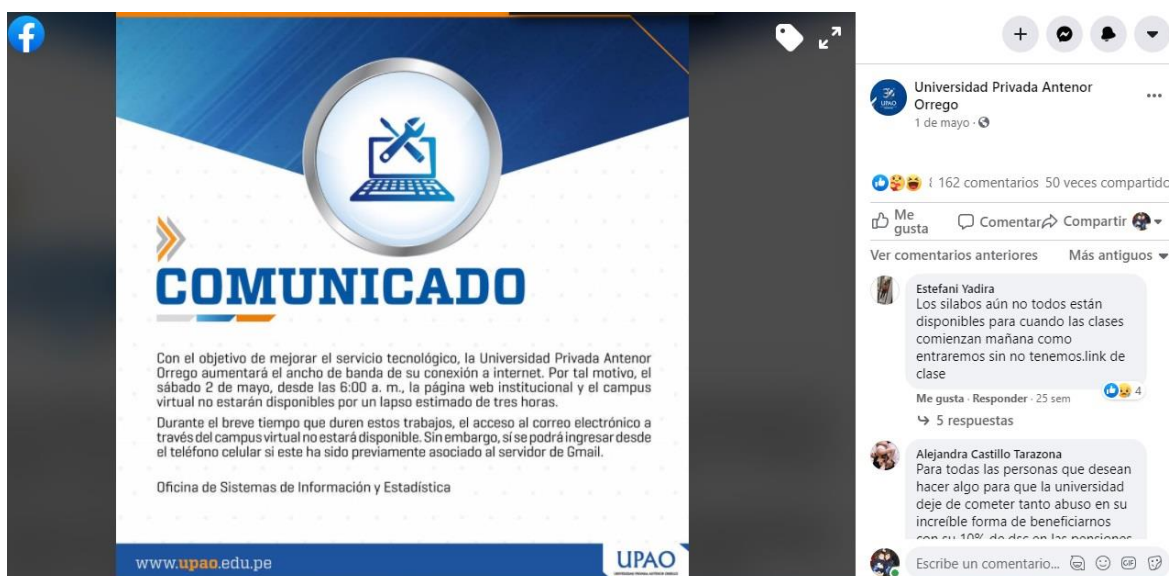 COMUNICADO
Con el objetivo de mejorar el servicio tecnológico, la Universidad Privada Antenor
Orrego aumentará el ancho de banda de su conexión a internet. Por tal motivo, el
sábado 2 de mayo, desde las 6:00 a. m., la página web institucional y el campus
virtual no estarán disponibles por un lapso estimado de tres horas.
Durante el breve tiempo que duren estos trabajos, el acceso al correo electrónico a
través del campus virtual no estará disponible. Sin embargo, sí se podrá ingresar desde
el teléfono celular si este ha sido previamente asociado al servidor de Gmail.
Oficina de Sistemas de Información y Estadística
www.upao.edu.pe
UPAO
Universidad Privada Antenor
Orrego
1 de mayo ·
162 comentarios 50 veces compartido
Me
gusta
Comentar
Compartir
Ver comentarios anteriores
Más antiguos
Estefani Yadira
Los silabos aún no todos están
disponibles para cuando las clases
comienzan mañana como
entraremos sin no tenemos.link de
clase
4
Me gusta · Responder · 25 sem
5 respuestas
Alejandra Castillo Tarazona
Para todas las personas que desean
hacer algo para que la universidad
deje de cometer tanto abuso en su
increíble forma de beneficiarnos
con su 10% de dsc en las pensiones
Escribe un comentario...
GIF